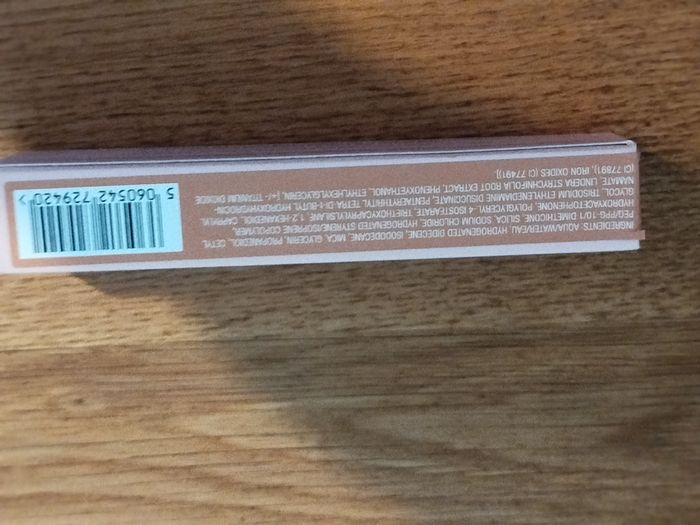 INGREDIENTS: AQUA/WATER/EAU, HYDROGENATED DIDECENE, ISODODECANE, MICA, GLYCERIN, PROPANEDIOL, CETYL
PEG/PPG-10/1 DIMETHICONE, SILICA, SODIUM CHLORIDE, HYDROGENATED STYRENE/ISOPRENE COPOLYMER,
HYDROXYACETOPHENONE, POLYGLYCERYL-4 ISOSTEARATE, TRIETHOXYCAPRYLYLSILANE, 1,2-HEXANEDIOL, CAPRYLYL
GLYCOL, TRISODIUM ETHYLENEDIAMINE DISUCCINATE, PENTAERYTHRITYL TETRA-DI-T-BUTYL HYDROXYHYDROCIN-
NAMATE, LINDERA STRYCHNIFOLIA ROOT EXTRACT, PHENOXYETHANOL, ETHYLHEXYLGLYCERIN, [+/- TITANIUM DIOXIDE
(CI 77891), IRON OXIDES (CI 77491)]
5 060542 729420 >